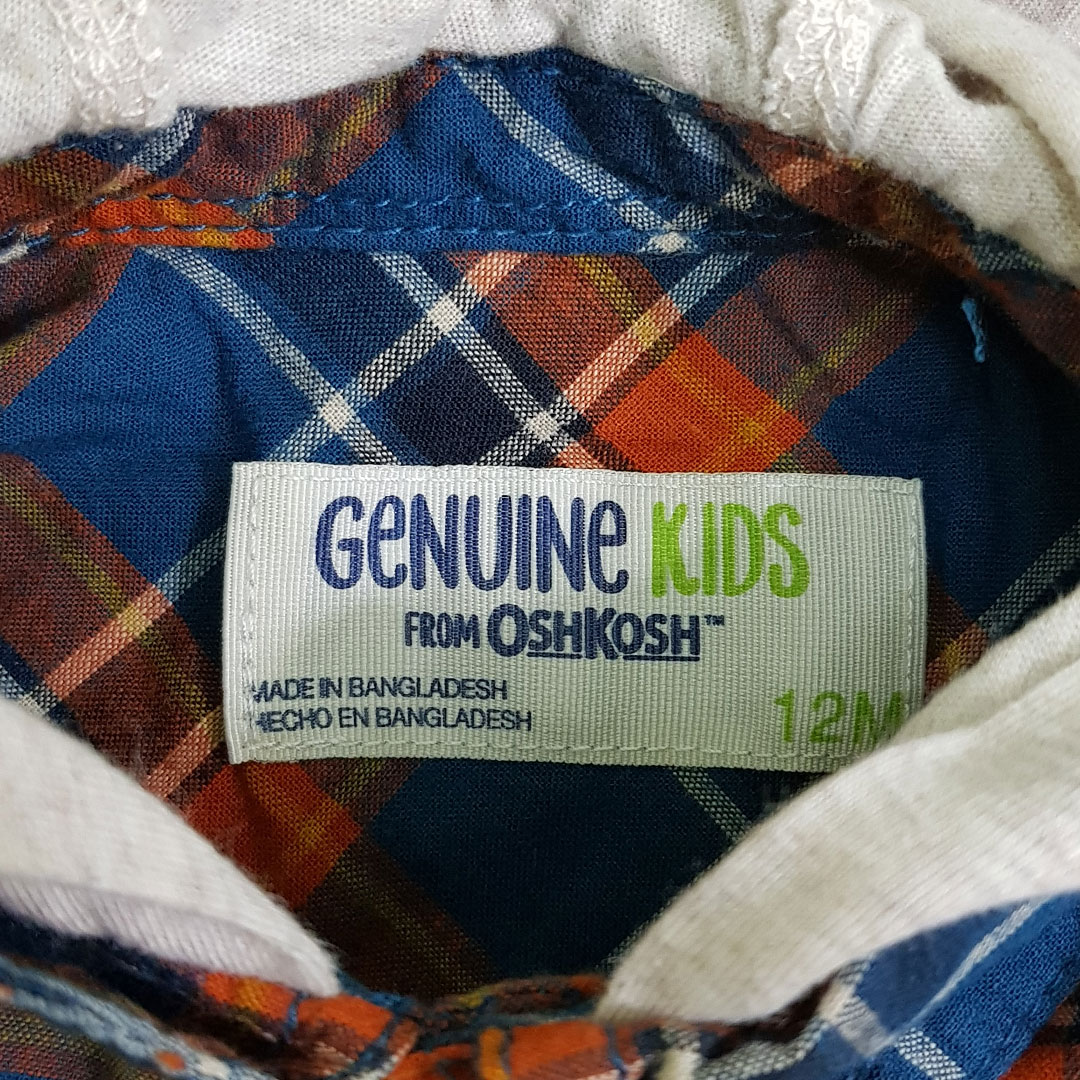 GeNUINe KIDS
FROM OSHKOSH™
MADE IN BANGLADESH
HECHO EN BANGLADESH
12M